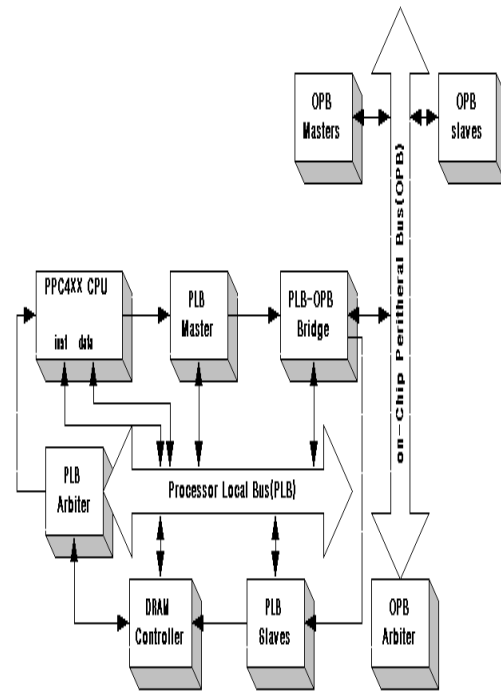 OPB
Masters
OPB
slaves
on-Chip Peritheral Bus(OPB)
PPC4XX CPU
inst data
PLB
Master
PLB-OPB
Bridge
PLB
Arbiter
Processor Local Bus(PLB)
DRAM
Controller
PLB
Slaves
OPB
Arbiter